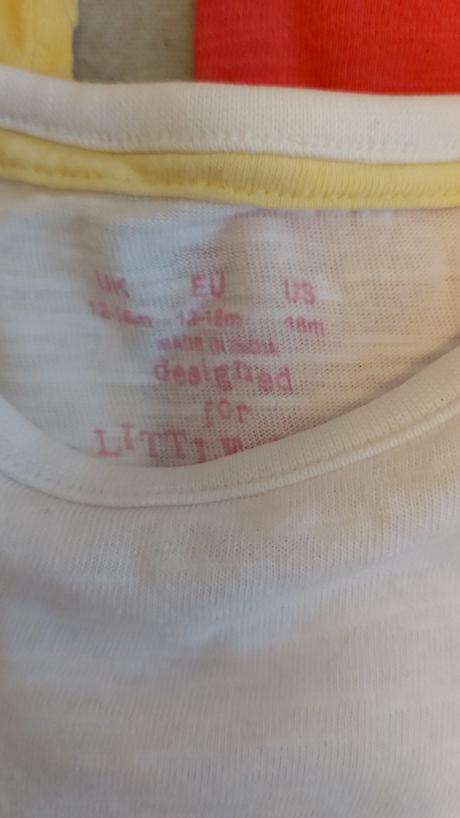 UK EU US
12-18m 12-18m 18m
MADE IN INDIA
designed
for